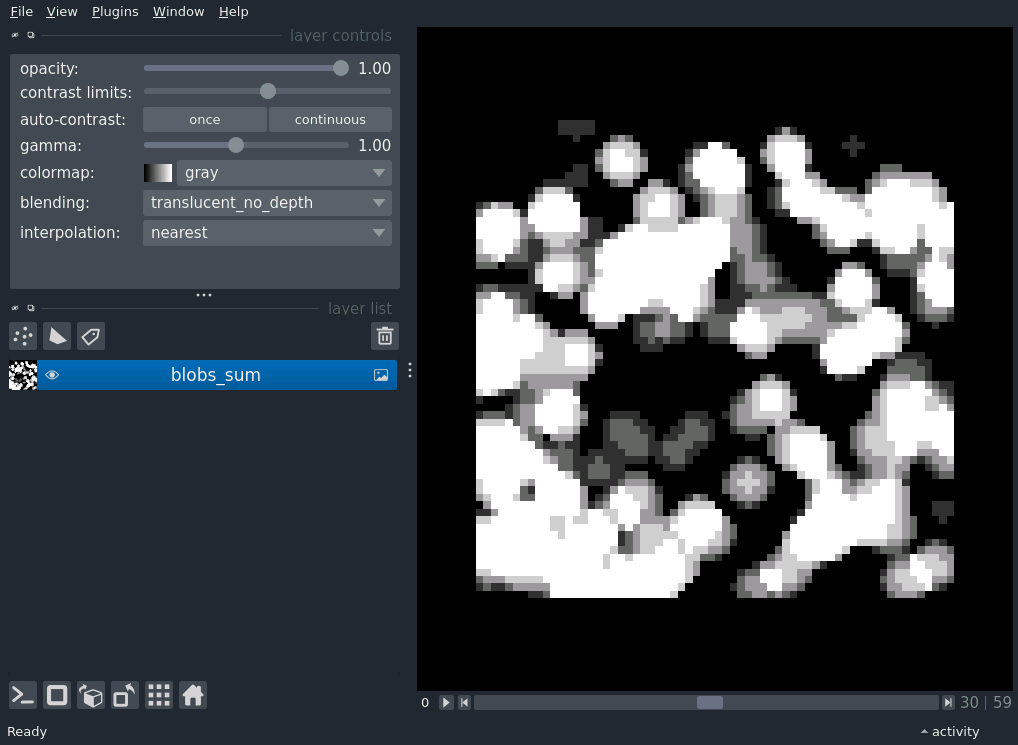 File View Plugins Window Help
layer controls
opacity: 1.00
contrast limits:
auto-contrast: once continuous
gamma: 1.00
colormap: gray
blending: translucent_no_depth
interpolation: nearest
layer list
blobs_sum
0 30 | 59
Ready activity